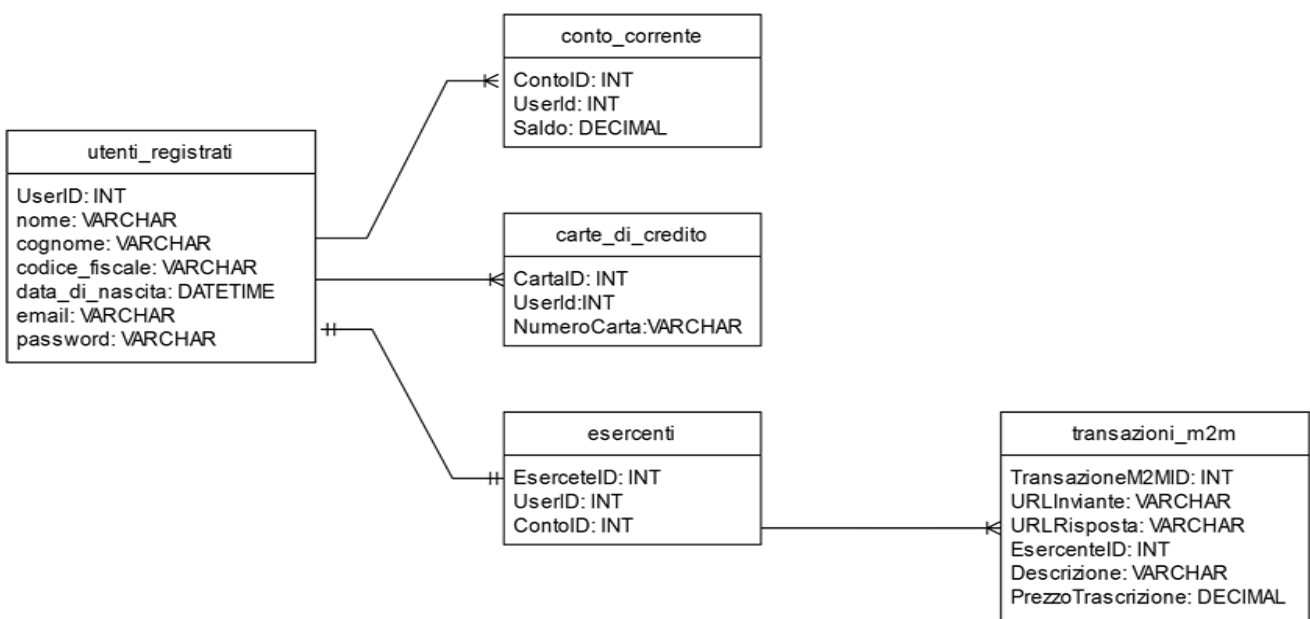 conto_corrente
ContoID: INT
UserId: INT
Saldo: DECIMAL
utenti_registrati
UserID: INT
nome: VARCHAR
cognome: VARCHAR
codice_fiscale: VARCHAR
data_di_nascita: DATETIME
email: VARCHAR
password: VARCHAR
carte_di_credito
CartaID: INT
UserId:INT
NumeroCarta:VARCHAR
esercenti
EserceteID: INT
UserID: INT
ContoID: INT
transazioni_m2m
TransazioneM2MID: INT
URLInviante: VARCHAR
URLRisposta: VARCHAR
EsercenteID: INT
Descrizione: VARCHAR
PrezzoTrascrizione: DECIMAL